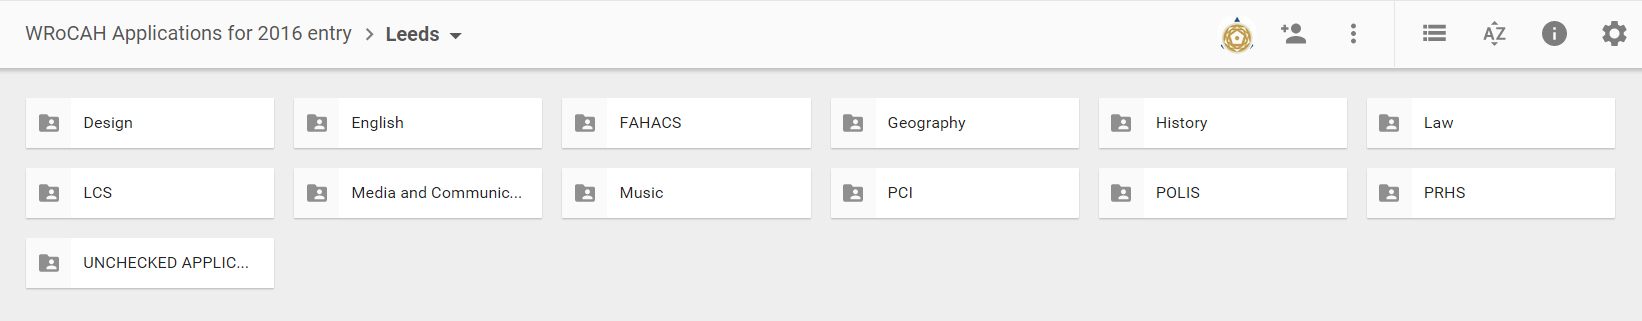 WRoCAH Applications for 2016 entry > Leeds
AZ
Design English FAHACS Geography History Law
LCS Media and Communic... Music PCI POLIS PRHS
UNCHECKED APPLIC...